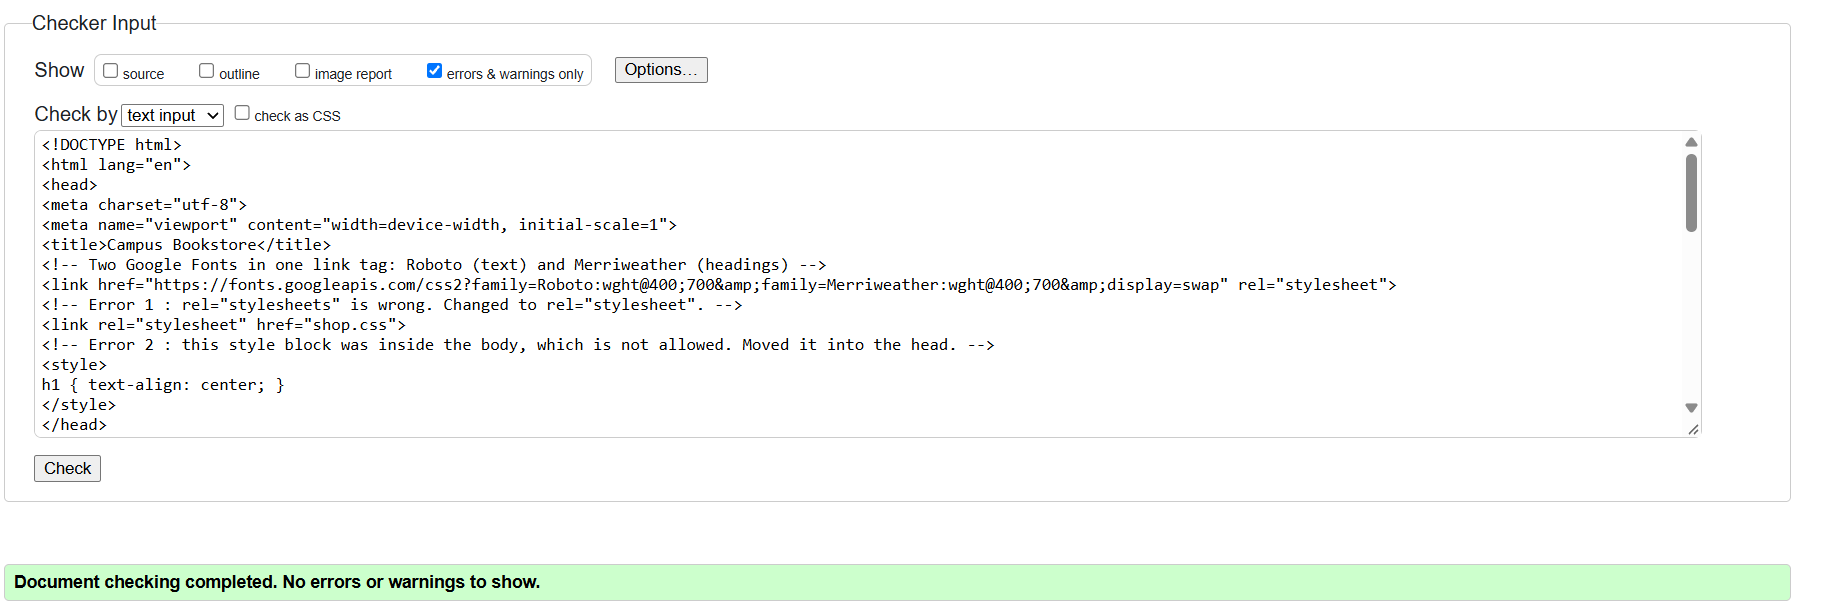 Checker Input
Show source outline image report errors & warnings only Options...
Check by text input check as CSS
<!DOCTYPE html>
<html lang="en">
<head>
<meta charset="utf-8">
<meta name="viewport" content="width=device-width, initial-scale=1">
<title>Campus Bookstore</title>
<!-- Two Google Fonts in one link tag: Roboto (text) and Merriweather (headings) -->
<link href="https://fonts.googleapis.com/css2?family=Roboto:wght@400;700&amp;family=Merriweather:wght@400;700&amp;display=swap" rel="stylesheet">
<!-- Error 1 : rel="stylesheets" is wrong. Changed to rel="stylesheet". -->
<link rel="stylesheet" href="shop.css">
<!-- Error 2 : this style block was inside the body, which is not allowed. Moved it into the head. -->
<style>
h1 { text-align: center; }
</style>
</head>
Check
Document checking completed. No errors or warnings to show.